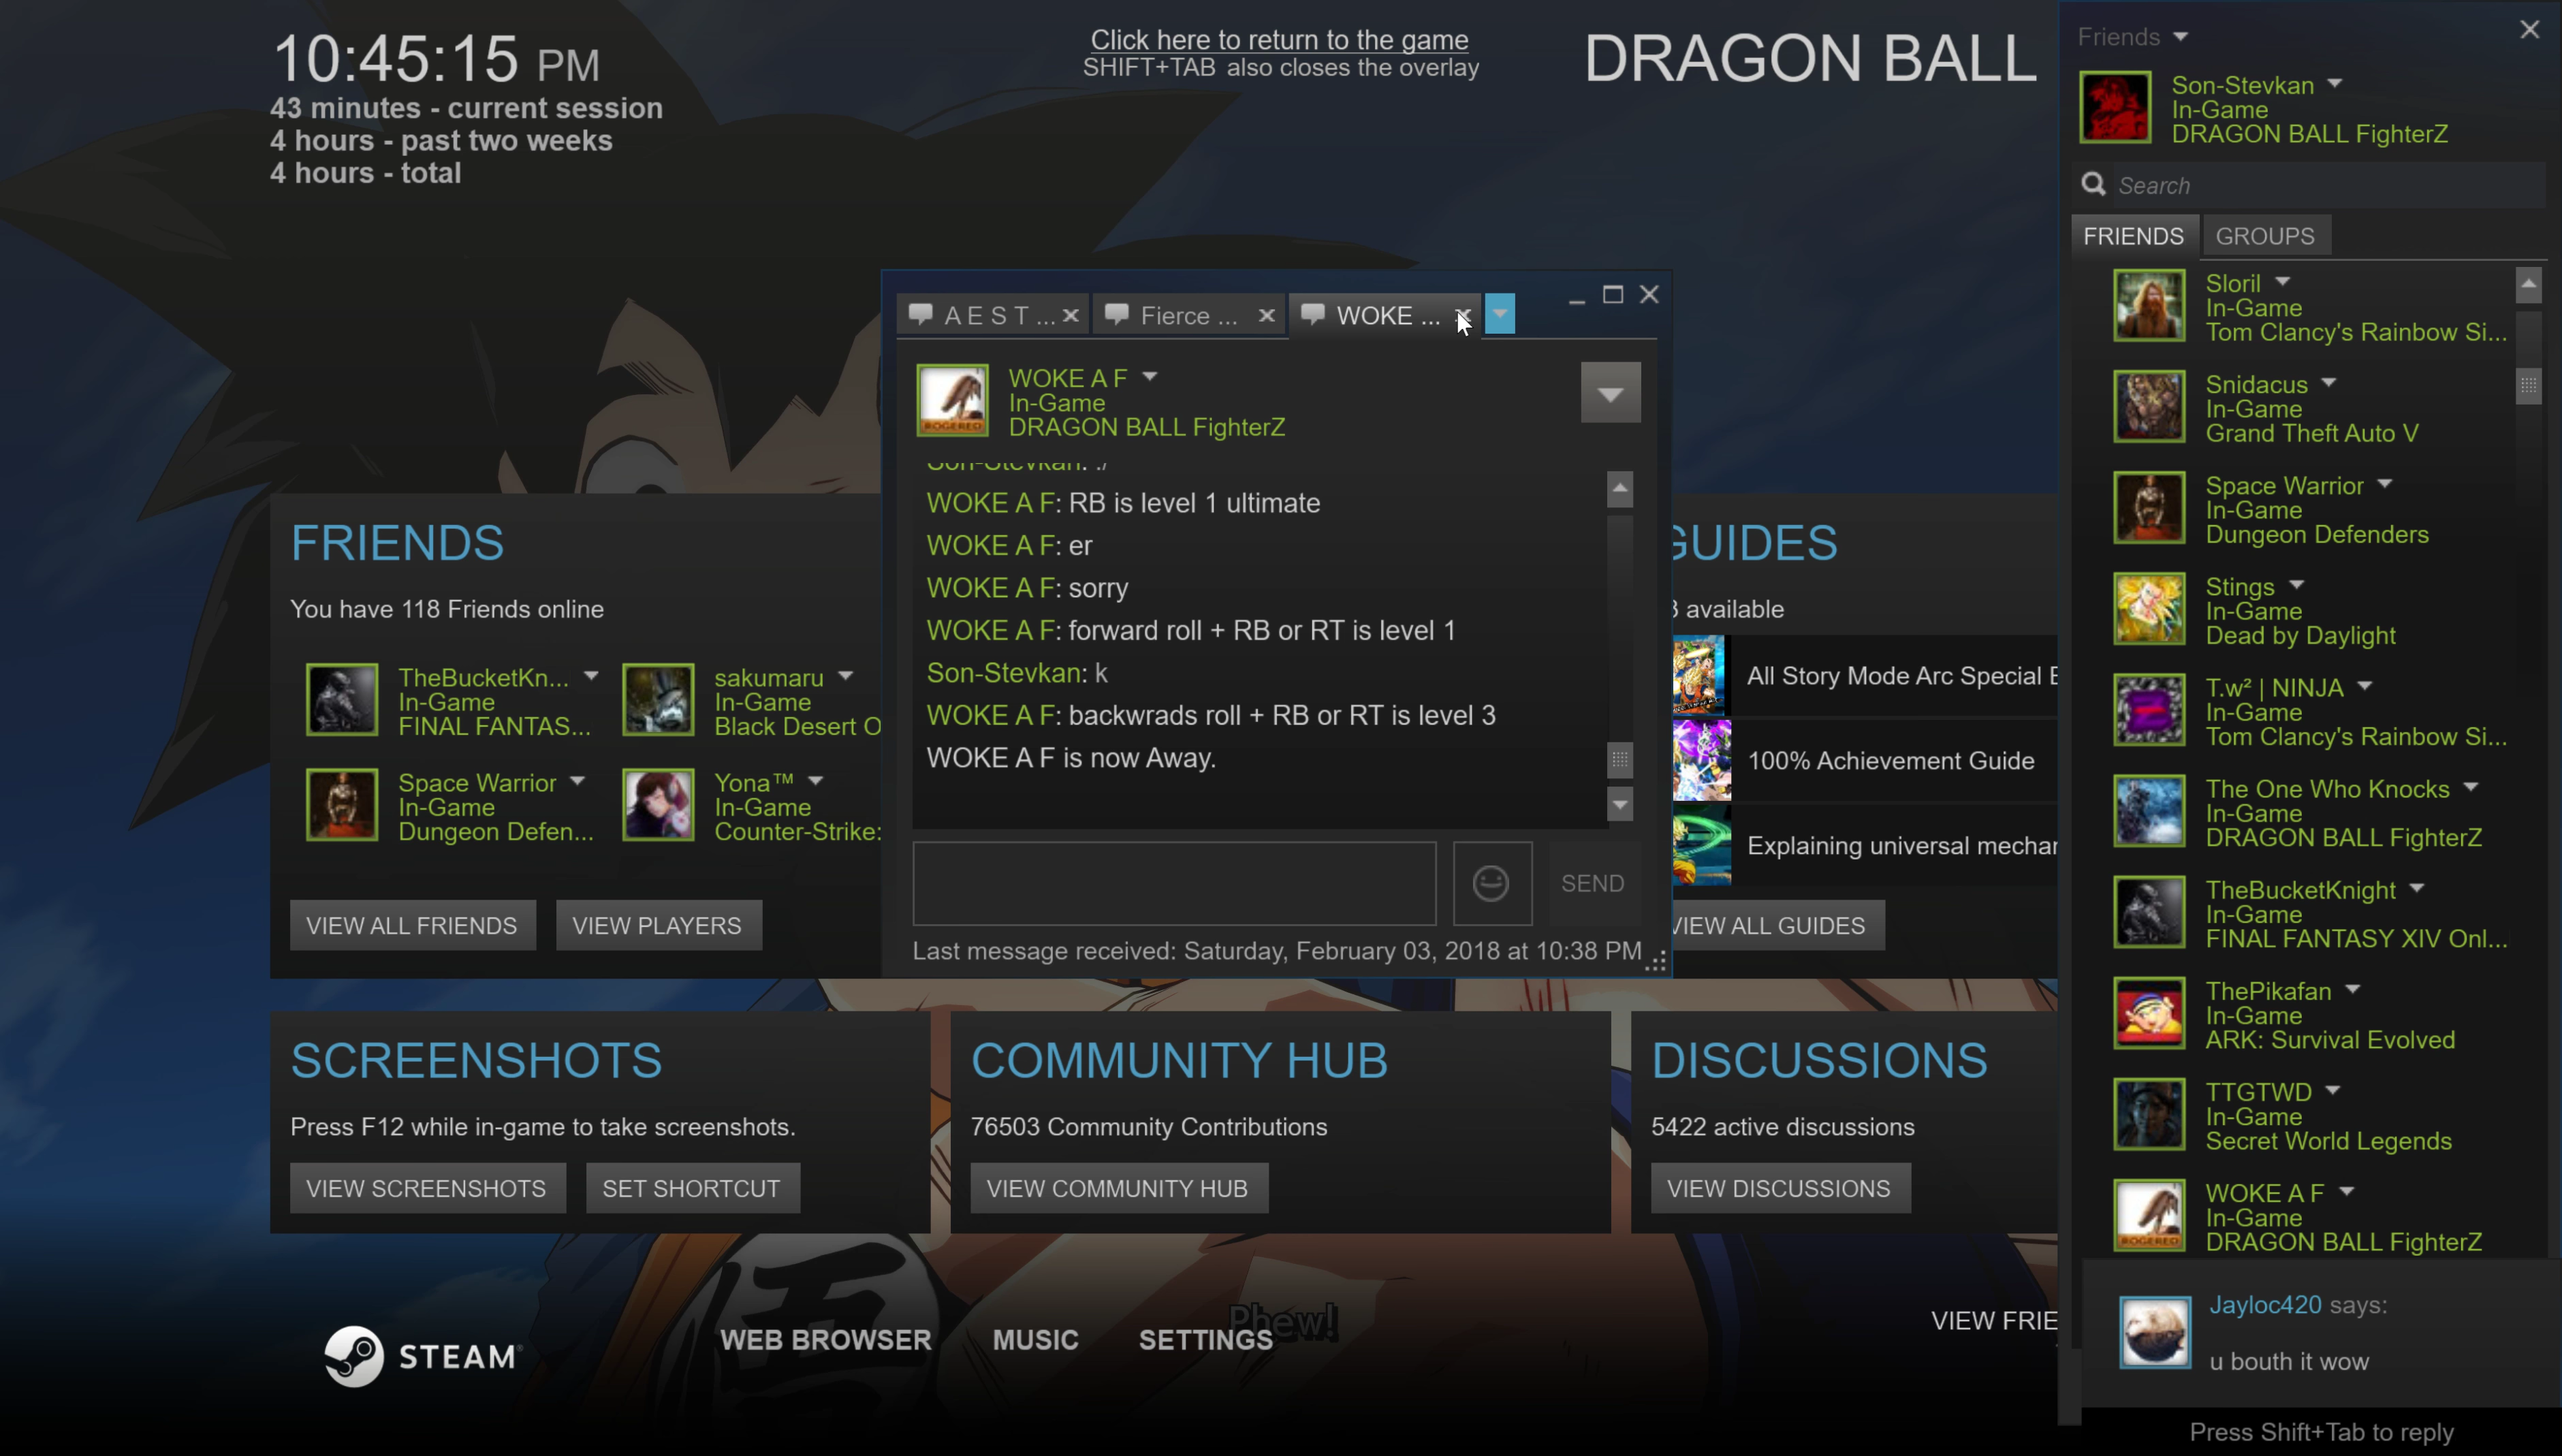 10:45:15 PM
43 minutes - current session
4 hours - past two weeks
4 hours - total
Click here to return to the game
SHIFT+TAB also closes the overlay
DRAGON BALL
FRIENDS
You have 118 Friends online
TheBucketKn...
In-Game
FINAL FANTAS...
sakumaru
In-Game
Black Desert O
Space Warrior
In-Game
Dungeon Defen...
Yona™
In-Game
Counter-Strike:
VIEW ALL FRIENDS
VIEW PLAYERS
A E S T ...
Fierce ...
WOKE ...
WOKE A F
In-Game
DRAGON BALL FighterZ
ROGERED
Son-Stevkan: :/
WOKE A F: RB is level 1 ultimate
WOKE A F: er
WOKE A F: sorry
WOKE A F: forward roll + RB or RT is level 1
Son-Stevkan: k
WOKE A F: backwrads roll + RB or RT is level 3
WOKE A F is now Away.
SEND
Last message received: Saturday, February 03, 2018 at 10:38 PM
GUIDES
3 available
All Story Mode Arc Special E
100% Achievement Guide
Explaining universal mechar
VIEW ALL GUIDES
SCREENSHOTS
Press F12 while in-game to take screenshots.
VIEW SCREENSHOTS
SET SHORTCUT
COMMUNITY HUB
76503 Community Contributions
VIEW COMMUNITY HUB
DISCUSSIONS
5422 active discussions
VIEW DISCUSSIONS
悟
Phew!
STEAM
WEB BROWSER
MUSIC
SETTINGS
VIEW FRIE
Friends
Son-Stevkan
In-Game
DRAGON BALL FighterZ
Search
FRIENDS
GROUPS
Sloril
In-Game
Tom Clancy's Rainbow Si...
Snidacus
In-Game
Grand Theft Auto V
Space Warrior
In-Game
Dungeon Defenders
Stings
In-Game
Dead by Daylight
T.w² | NINJA
In-Game
Tom Clancy's Rainbow Si...
The One Who Knocks
In-Game
DRAGON BALL FighterZ
TheBucketKnight
In-Game
FINAL FANTASY XIV Onl...
ThePikafan
In-Game
ARK: Survival Evolved
TTGTWD
In-Game
Secret World Legends
WOKE A F
In-Game
DRAGON BALL FighterZ
ROGERED
Jayloc420 says:
u bouth it wow
Press Shift+Tab to reply